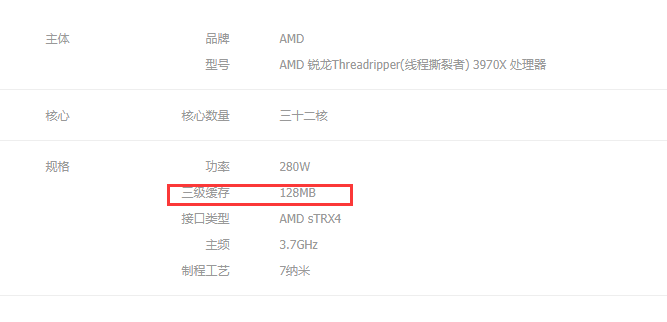 主体 品牌 AMD
型号 AMD 锐龙Threadripper(线程撕裂者) 3970X 处理器
核心 核心数量 三十二核
规格 功率 280W
三级缓存 128MB
接口类型 AMD sTRX4
主频 3.7GHz
制程工艺 7纳米